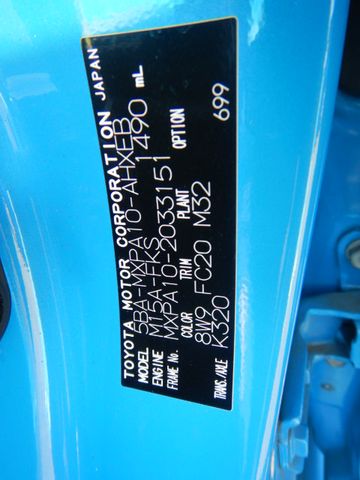 TOYOTA MOTOR CORPORATION JAPAN
MODEL 5BA-MXPA10-AHXEB
ENGINE M15A-FKS 1490 mL
FRAME No. MXPA10-2033151
COLOR TRIM PLANT OPTION
8W9 FC20 M32
K320 699
TRANS./AXLE